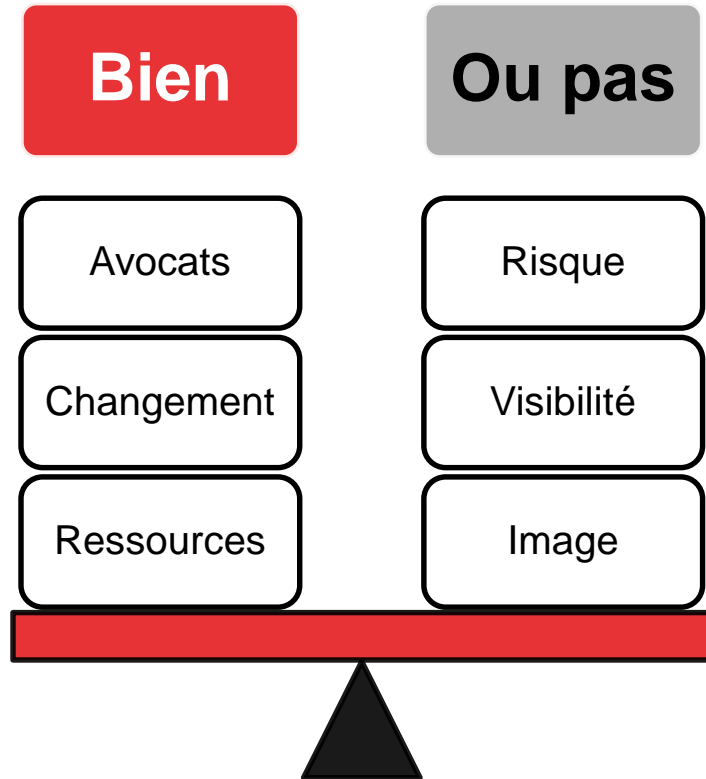 Bien
Ou pas
Avocats
Risque
Changement
Visibilité
Ressources
Image